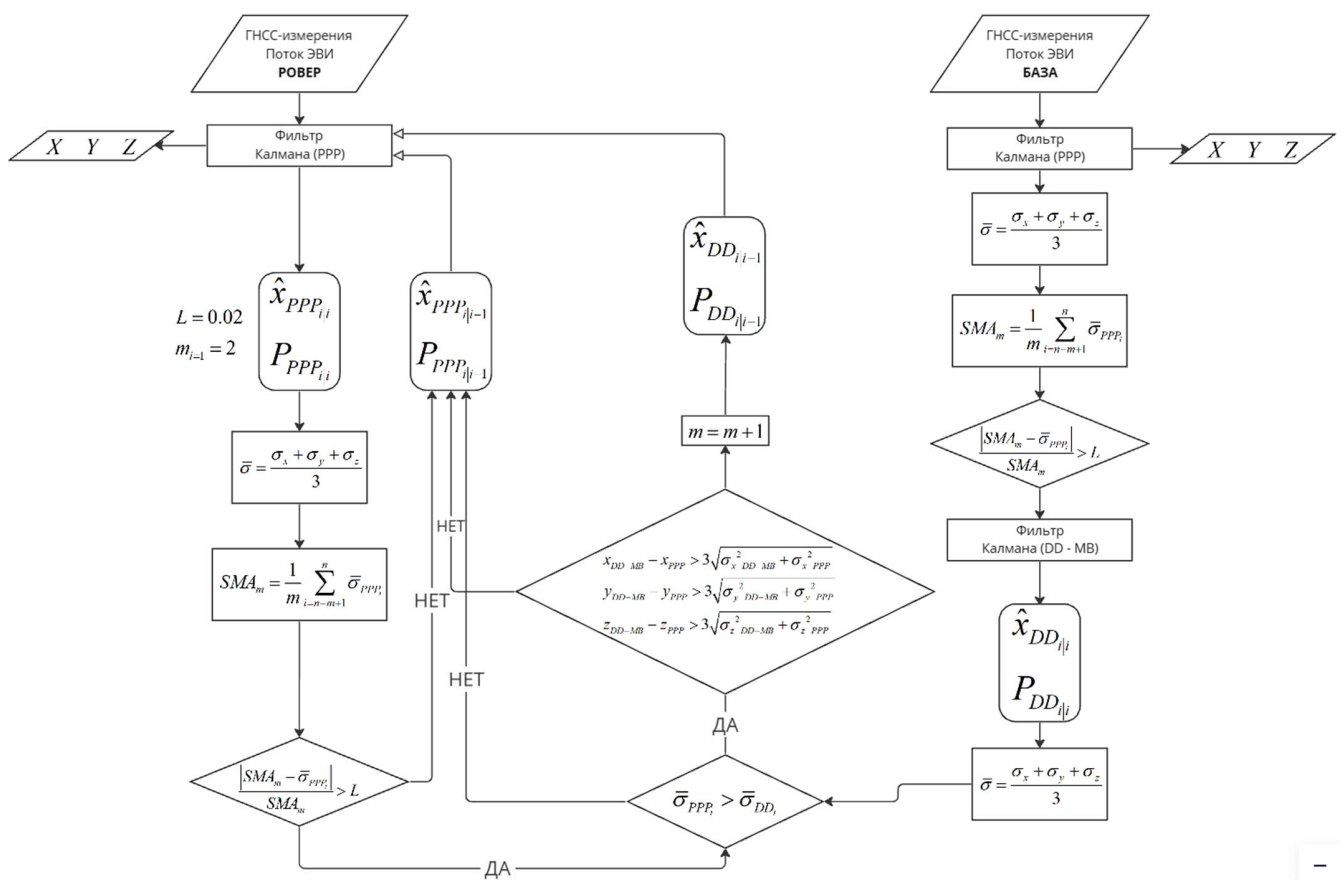 ГНСС-измерения
Поток ЭВИ
РОВЕР
Фильтр
Калмана (PPP)
X Y Z
L = 0.02
m_{i=1} = 2
x̂_{PPP_{i|i}}
P_{PPP_{i|i}}
x̂_{PPP_{i|i−1}}
P_{PPP_{i|i−1}}
σ̅ = (σ_x + σ_y + σ_z) / 3
SMA_m = (1/m) ∑_{i=n−m+1}^{n} σ̅_{PPP_i}
|SMA_m − σ̅_{PPP_i}| / SMA_m > L
НЕТ
НЕТ
НЕТ
ДА
x̂_{DD_{i|i−1}}
P_{DD_{i|i−1}}
m = m + 1
x_{DD MB} − x_{PPP} > 3√(σ_x²_{DD MB} + σ_x²_{PPP})
y_{DD−MB} − y_{PPP} > 3√(σ_y²_{DD−MB} + σ_y²_{PPP})
z_{DD−MB} − z_{PPP} > 3√(σ_z²_{DD−MB} + σ_z²_{PPP})
ДА
σ̅_{PPP_i} > σ̅_{DD_i}
ГНСС-измерения
Поток ЭВИ
БАЗА
Фильтр
Калмана (PPP)
X Y Z
σ̅ = (σ_x + σ_y + σ_z) / 3
SMA_m = (1/m) ∑_{i=n−m+1}^{n} σ̅_{PPP_i}
|SMA_m − σ̅_{PPP_i}| / SMA_m > L
Фильтр
Калмана (DD - MB)
x̂_{DD_{i|i}}
P_{DD_{i|i}}
σ̅ = (σ_x + σ_y + σ_z) / 3